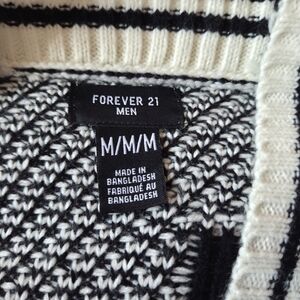 FOREVER 21
MEN
M/M/M
MADE IN
BANGLADESH
FABRIQUÉ AU
BANGLADESH